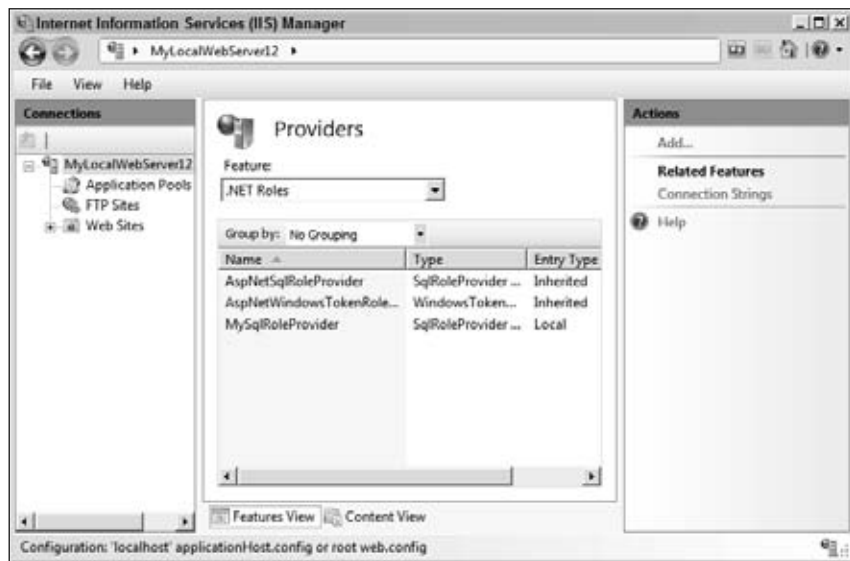 Internet Information Services (IIS) Manager
MyLocalWebServer12
File View Help
Connections
MyLocalWebServer12
Application Pools
FTP Sites
Web Sites
Providers
Feature:
.NET Roles
Group by: No Grouping
Name Type Entry Type
AspNetSqlRoleProvider SqlRoleProvider ... Inherited
AspNetWindowsTokenRole... WindowsToken... Inherited
MySqlRoleProvider SqlRoleProvider ... Local
Features View Content View
Actions
Add...
Related Features
Connection Strings
Help
Configuration: 'localhost' applicationHost.config or root web.config